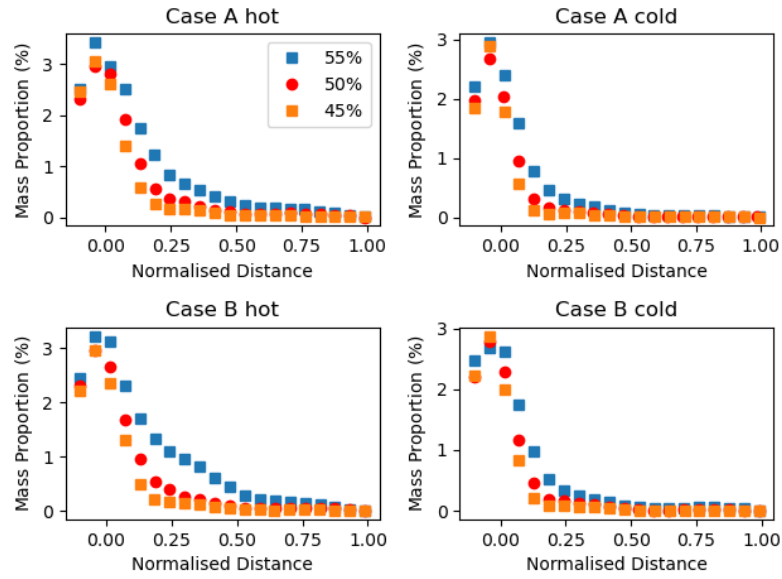 Case A hot
Mass Proportion (%)
3
2
1
0
55%
50%
45%
0.00 0.25 0.50 0.75 1.00
Normalised Distance
Case A cold
Mass Proportion (%)
3
2
1
0
0.00 0.25 0.50 0.75 1.00
Normalised Distance
Case B hot
Mass Proportion (%)
3
2
1
0
0.00 0.25 0.50 0.75 1.00
Normalised Distance
Case B cold
Mass Proportion (%)
3
2
1
0
0.00 0.25 0.50 0.75 1.00
Normalised Distance